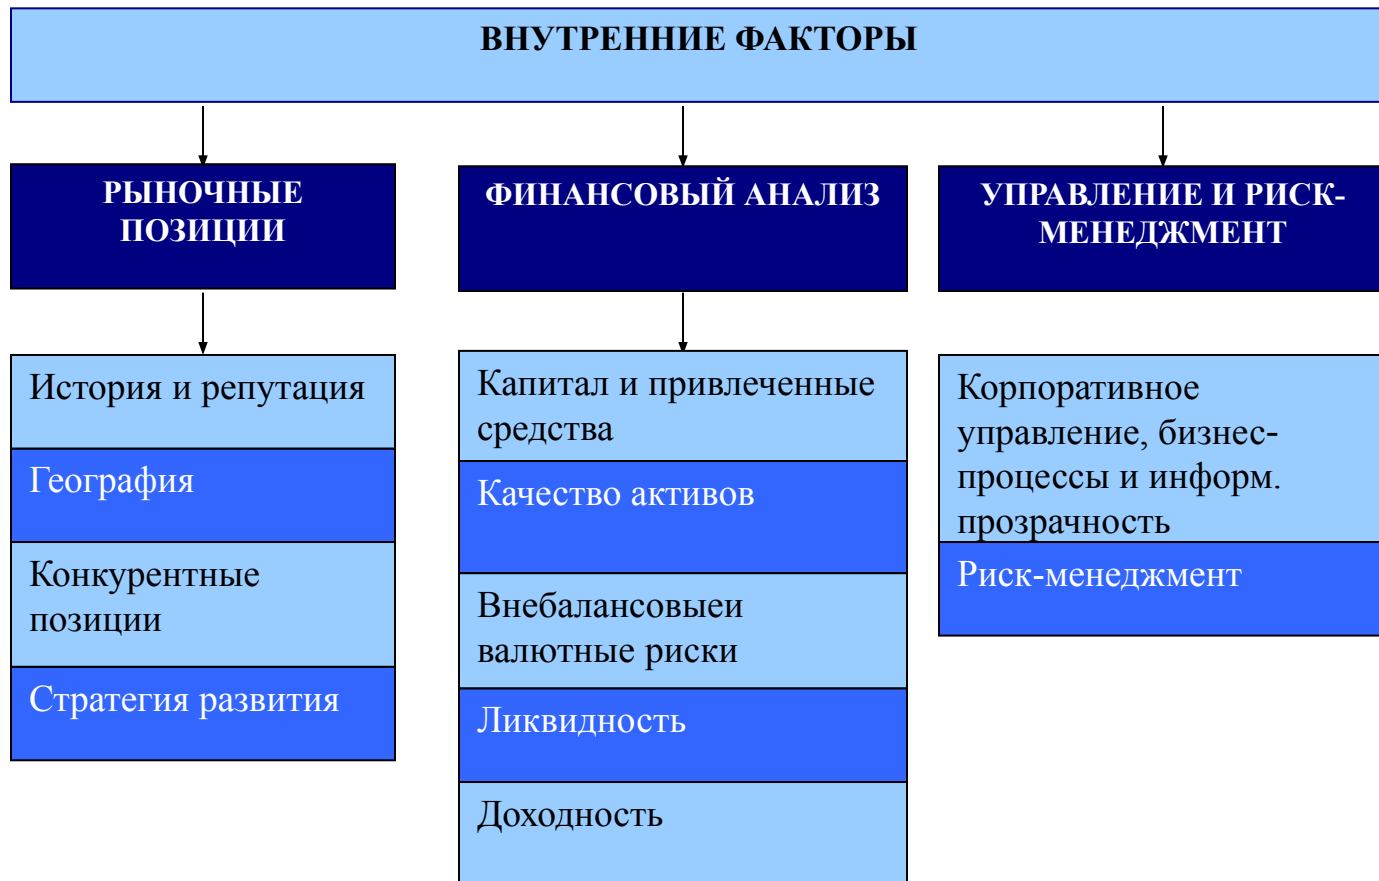 ВНУТРЕННИЕ ФАКТОРЫ
РЫНОЧНЫЕ
ПОЗИЦИИ
История и репутация
География
Конкурентные
позиции
Стратегия развития
ФИНАНСОВЫЙ АНАЛИЗ
Капитал и привлеченные
средства
Качество активов
Внебалансовыеи
валютные риски
Ликвидность
Доходность
УПРАВЛЕНИЕ И РИСК-
МЕНЕДЖМЕНТ
Корпоративное
управление, бизнес-
процессы и информ.
прозрачность
Риск-менеджмент